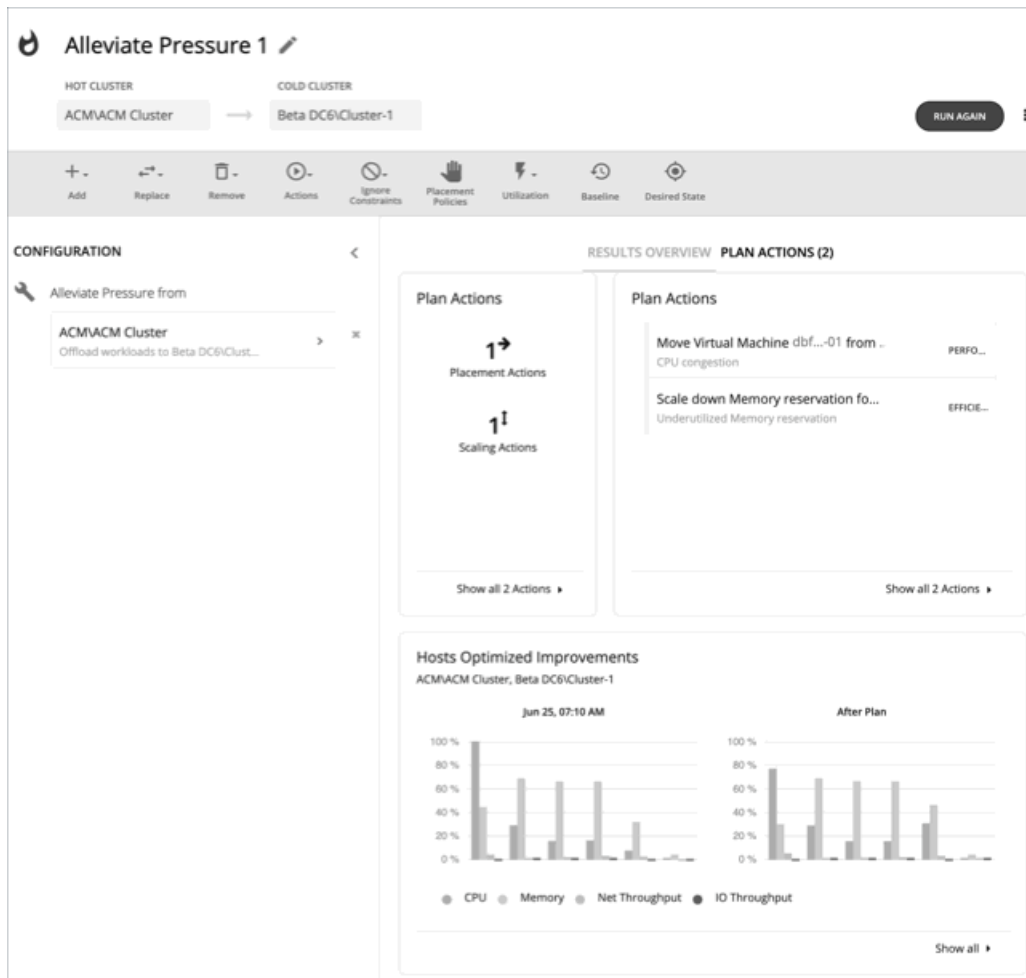 Alleviate Pressure 1
HOT CLUSTER
COLD CLUSTER
ACM\ACM Cluster
Beta DC6\Cluster-1
RUN AGAIN
Add
Replace
Remove
Actions
Ignore
Constraints
Placement
Policies
Utilization
Baseline
Desired State
CONFIGURATION
Alleviate Pressure from
ACM\ACM Cluster
Offload workloads to Beta DC6\Clust...
RESULTS OVERVIEW
PLAN ACTIONS (2)
Plan Actions
1
Placement Actions
1
Scaling Actions
Show all 2 Actions
Plan Actions
Move Virtual Machine dbf...-01 from ..
CPU congestion
PERFO...
Scale down Memory reservation fo...
Underutilized Memory reservation
EFFICIE...
Show all 2 Actions
Hosts Optimized Improvements
ACM\ACM Cluster, Beta DC6\Cluster-1
Jun 25, 07:10 AM
100 %
80 %
60 %
40 %
20 %
0 %
After Plan
100 %
80 %
60 %
40 %
20 %
0 %
CPU
Memory
Net Throughput
IO Throughput
Show all